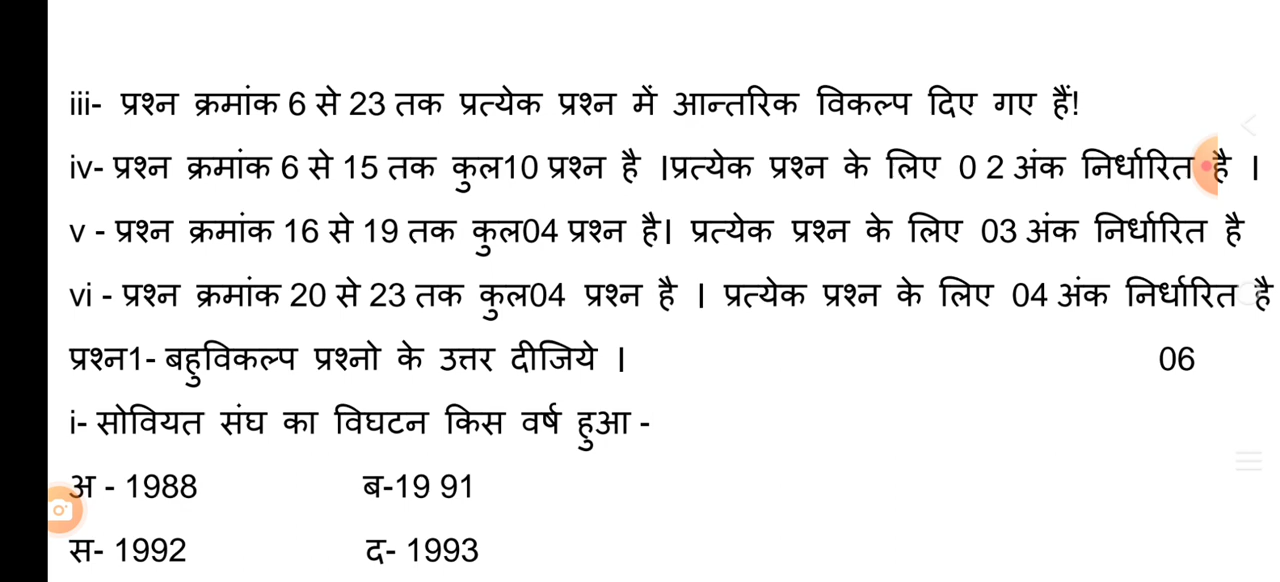 iii- प्रश्न क्रमांक 6 से 23 तक प्रत्येक प्रश्न में आन्तरिक विकल्प दिए गए हैं!
iv- प्रश्न क्रमांक 6 से 15 तक कुल10 प्रश्न है ।प्रत्येक प्रश्न के लिए 0 2 अंक निर्धारित है ।
v - प्रश्न क्रमांक 16 से 19 तक कुल04 प्रश्न है। प्रत्येक प्रश्न के लिए 03 अंक निर्धारित है
vi - प्रश्न क्रमांक 20 से 23 तक कुल04 प्रश्न है । प्रत्येक प्रश्न के लिए 04 अंक निर्धारित है
प्रश्न1- बहुविकल्प प्रश्नो के उत्तर दीजिये । 06
i- सोवियत संघ का विघटन किस वर्ष हुआ -
अ - 1988 ब-19 91
स- 1992 द- 1993